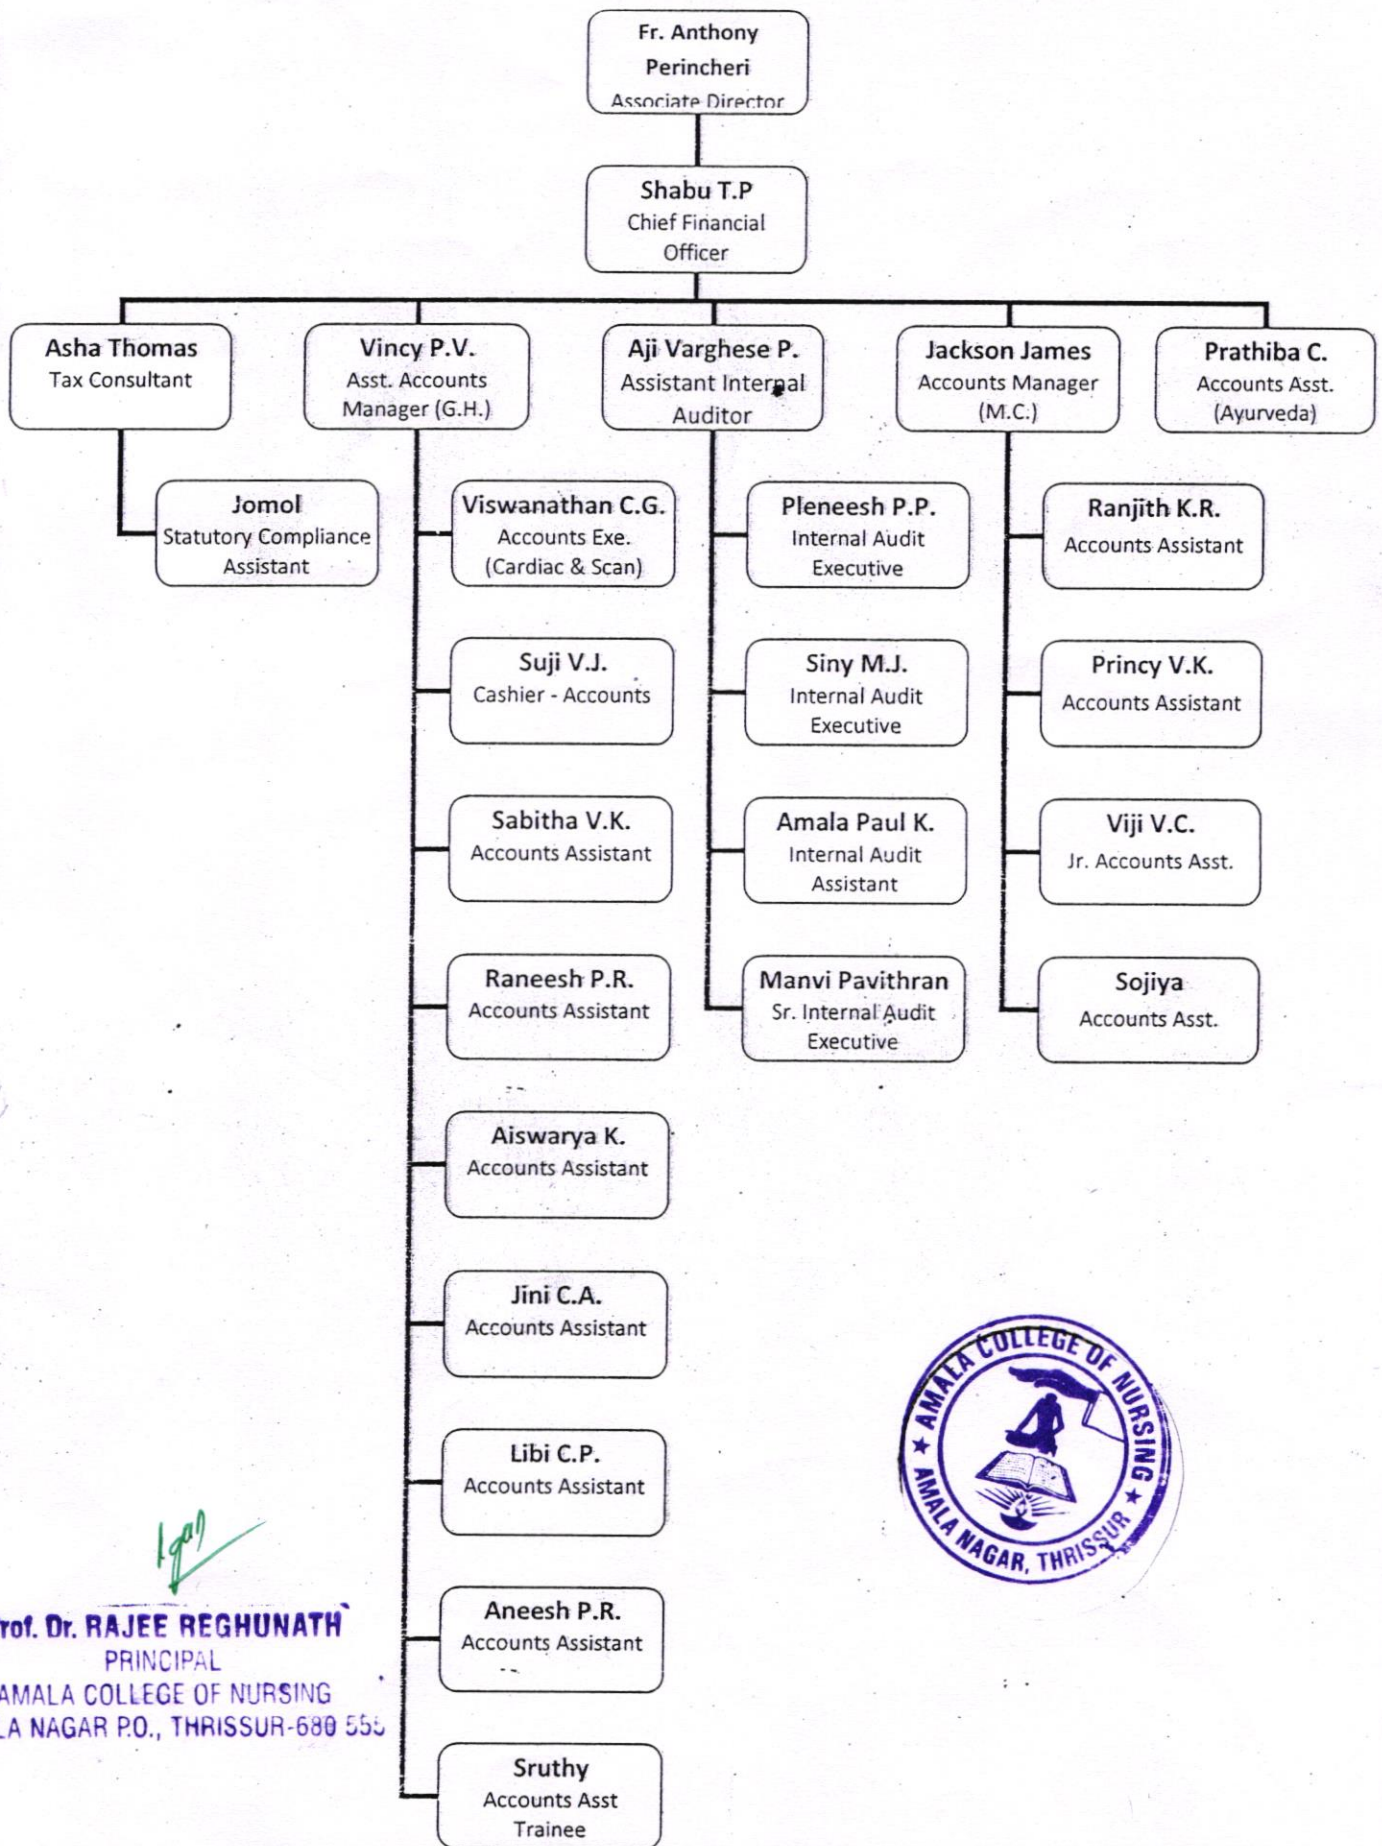 Fr. Anthony
Perincheri
Associate Director
Shabu T.P
Chief Financial
Officer
Asha Thomas
Tax Consultant
Vincy P.V.
Asst. Accounts
Manager (G.H.)
Aji Varghese P.
Assistant Internal
Auditor
Jackson James
Accounts Manager
(M.C.)
Prathiba C.
Accounts Asst.
(Ayurveda)
Jomol
Statutory Compliance
Assistant
Viswanathan C.G.
Accounts Exe.
(Cardiac & Scan)
Pleneesh P.P.
Internal Audit
Executive
Ranjith K.R.
Accounts Assistant
Suji V.J.
Cashier - Accounts
Siny M.J.
Internal Audit
Executive
Princy V.K.
Accounts Assistant
Sabitha V.K.
Accounts Assistant
Amala Paul K.
Internal Audit
Assistant
Viji V.C.
Jr. Accounts Asst.
Raneesh P.R.
Accounts Assistant
Manvi Pavithran
Sr. Internal Audit
Executive
Sojiya
Accounts Asst.
Aiswarya K.
Accounts Assistant
Jini C.A.
Accounts Assistant
Libi C.P.
Accounts Assistant
Aneesh P.R.
Accounts Assistant
Sruthy
Accounts Asst
Trainee
AMALA COLLEGE OF NURSING
AMALA NAGAR, THRISSUR
rof. Dr. RAJEE REGHUNATH
PRINCIPAL
AMALA COLLEGE OF NURSING
LA NAGAR P.O., THRISSUR-680 555